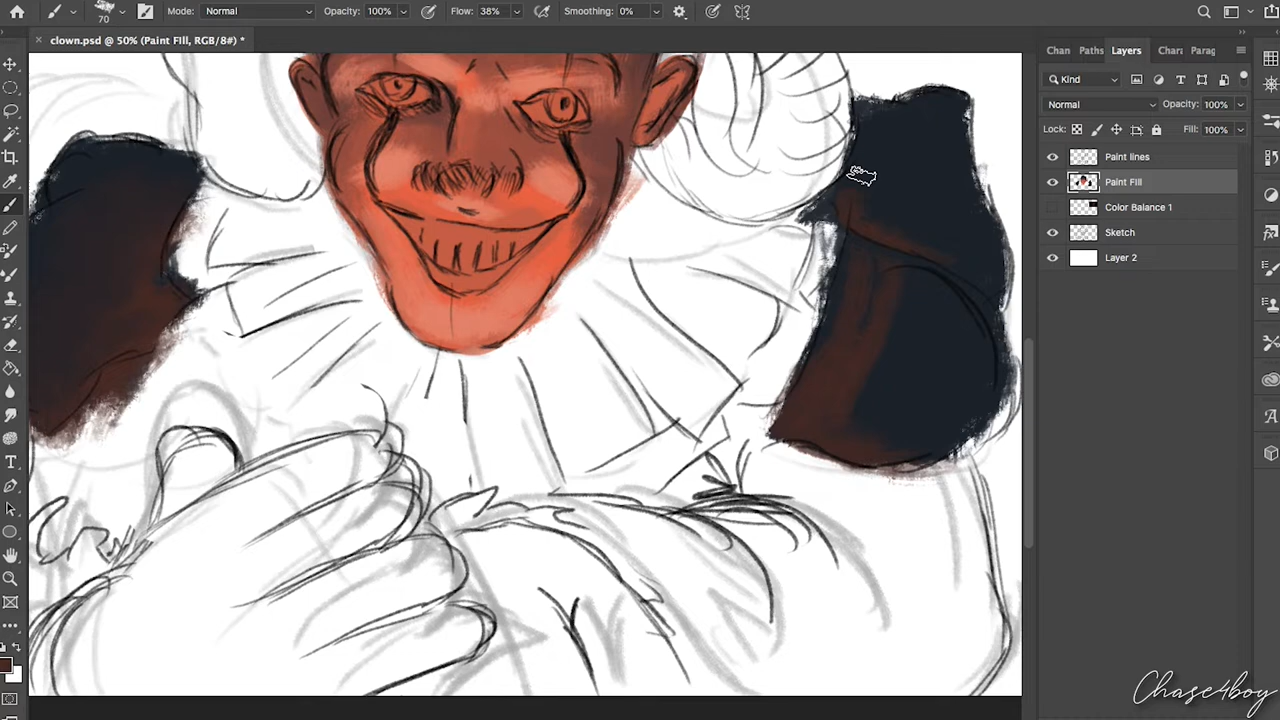 70
Mode: Normal
Opacity: 100%
Flow: 38%
Smoothing: 0%
× clown.psd @ 50% (Paint FIll, RGB/8#) *
Chan
Paths
Layers
Chara
Parag
Kind
Normal
Opacity: 100%
Lock:
Fill: 100%
Paint lines
Paint FIll
Color Balance 1
Sketch
Layer 2
Chase4boy